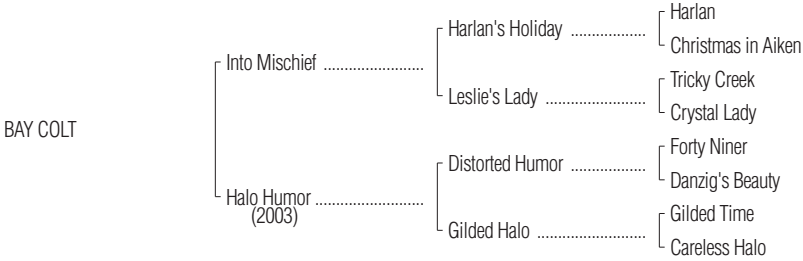 Harlan
Harlan's Holiday ..................
Christmas in Aiken
Into Mischief ........................
Tricky Creek
Leslie's Lady ........................
Crystal Lady
BAY COLT
Forty Niner
Distorted Humor ..................
Danzig's Beauty
Halo Humor ..........................
(2003)
Gilded Time
Gilded Halo ..........................
Careless Halo